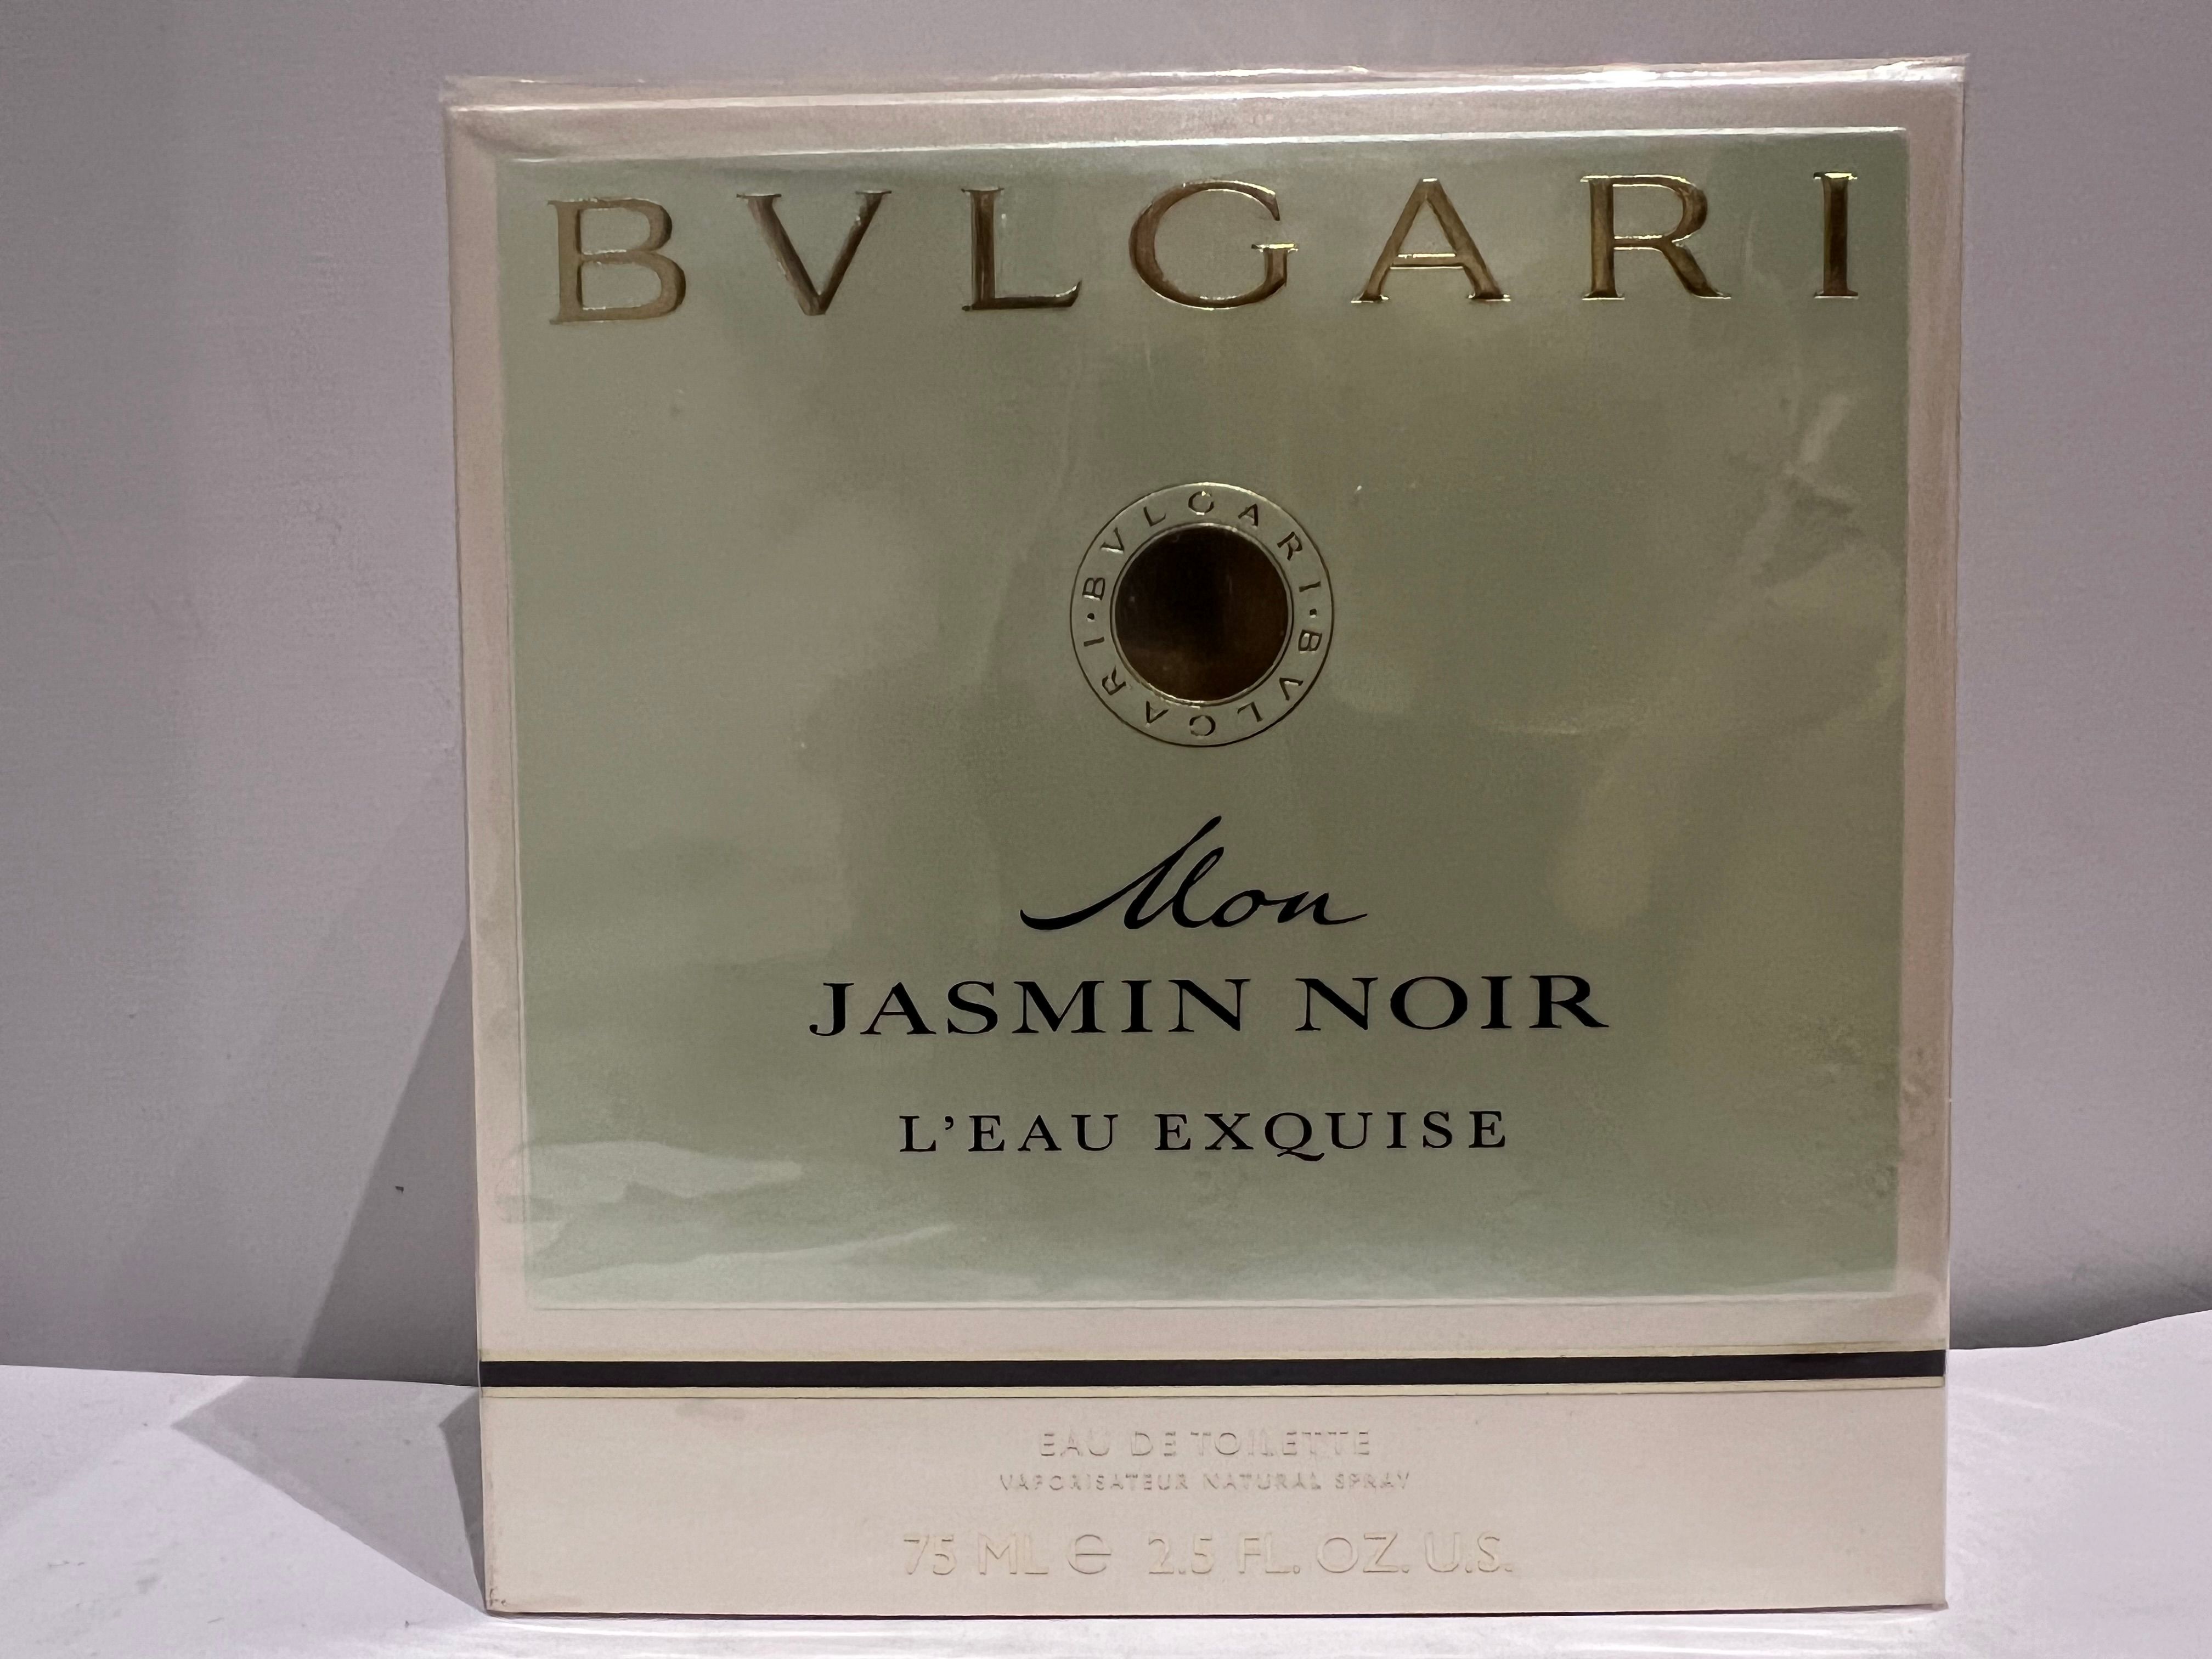 BVLGARI
BVLGARI · BVLGARI ·
Mon
JASMIN NOIR
L'EAU EXQUISE
EAU DE TOILETTE
VAPORISATEUR NATURAL SPRAY
75 ML ℮ 2.5 FL. OZ. U.S.